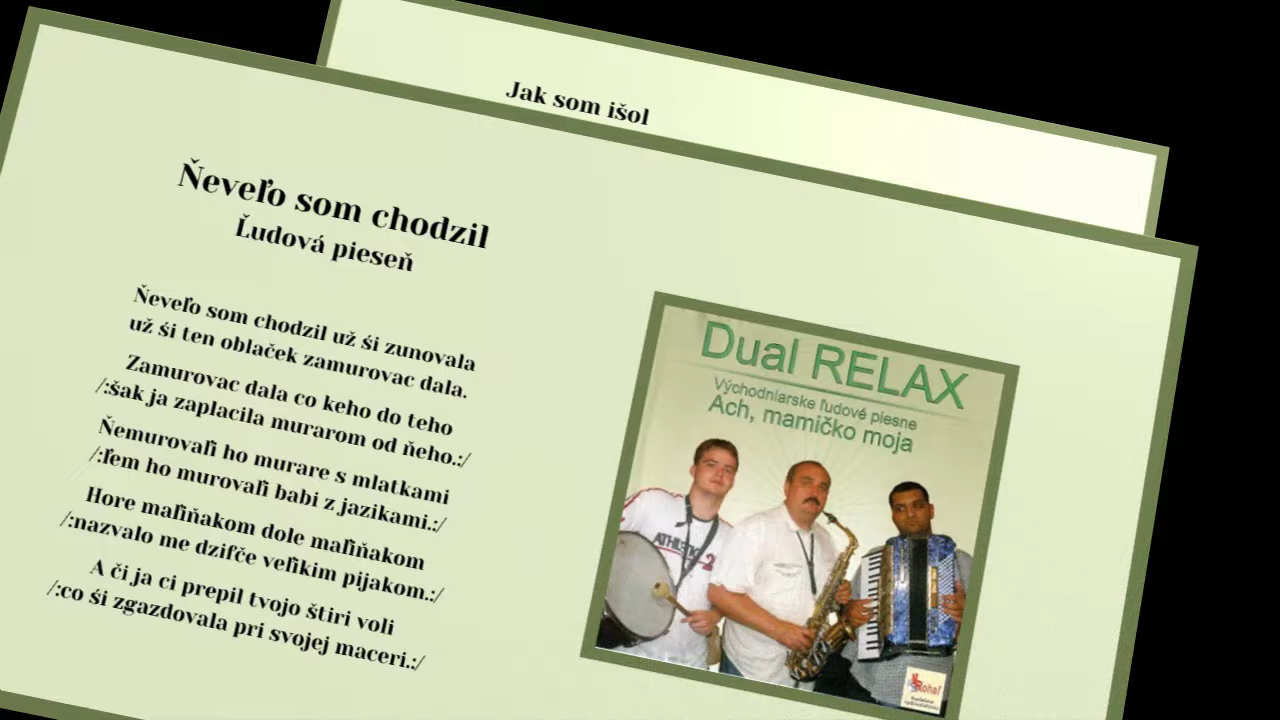 Jak som išol
Ňeveľo som chodzil
Ľudová pieseň
Ňeveľo som chodzil už śi zunovala
už śi ten oblaček zamurovac dala.
Zamurovac dala co keho do teho
/:šak ja zaplacila murarom od ňeho.:/
Ňemurovaľi ho murare s mlatkami
/:ľem ho murovaľi babi z jazikami.:/
Hore maľiňakom dole maľiňakom
/:nazvalo me dzifče veľikim pijakom.:/
A či ja ci prepil tvojo štiri voli
/:co śi zgazdovala pri svojej maceri.:/
Dual RELAX
Východniarske ľudové piesne
Ach, mamičko moja
ATHLETIC
Roháľ